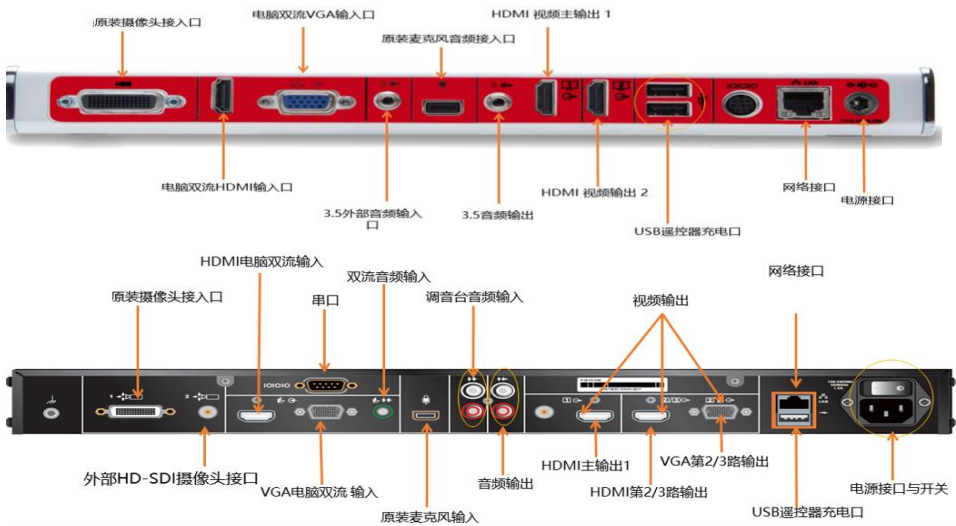 原装摄像头接入口
电脑双流VGA输入口
原装麦克风音频接入口
HDMI 视频主输出 1
IOIOIO
LAN
电脑双流HDMI输入口
3.5外部音频输入
口
3.5音频输出
HDMI 视频输出 2
USB遥控器充电口
网络接口
电源接口
HDMI电脑双流输入
原装摄像头接入口
串口
双流音频输入
调音台音频输入
视频输出
网络接口
IOIOIO
1
2
1
LAN
外部HD-SDI摄像头接口
VGA电脑双流 输入
原装麦克风输入
音频输出
HDMI主输出1
HDMI第2/3路输出
VGA第2/3路输出
USB遥控器充电口
电源接口与开关